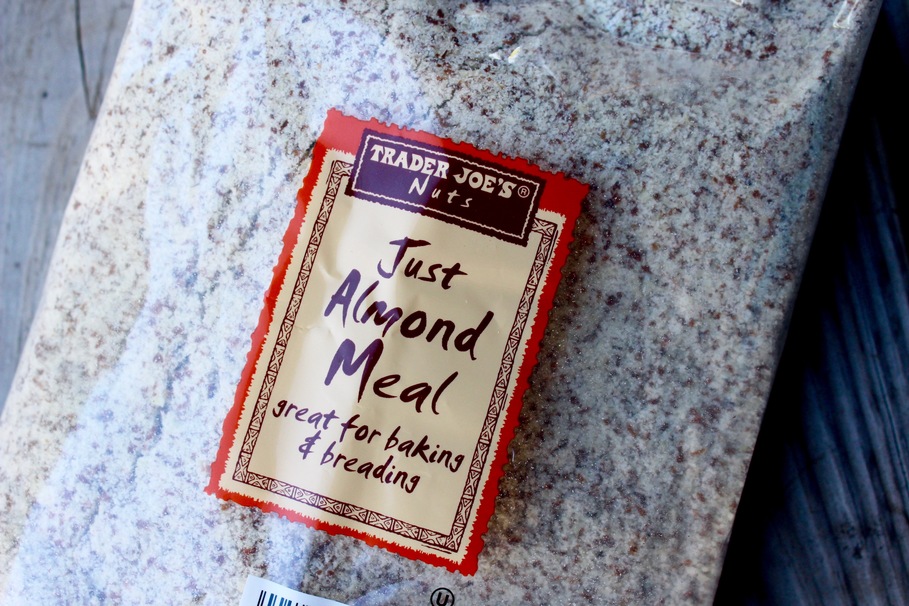 TRADER JOE'S®
Nuts
Just
Almond
Meal
great for baking
& breading
U